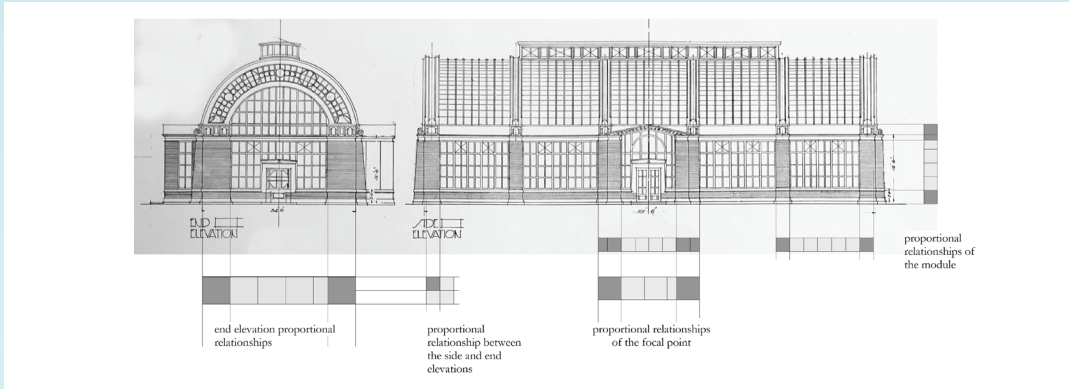 END
ELEVATION
SIDE
ELEVATION
proportional
relationships of
the module
end elevation proportional
relationships
proportional
relationship between
the side and end
elevations
proportional relationships
of the focal point